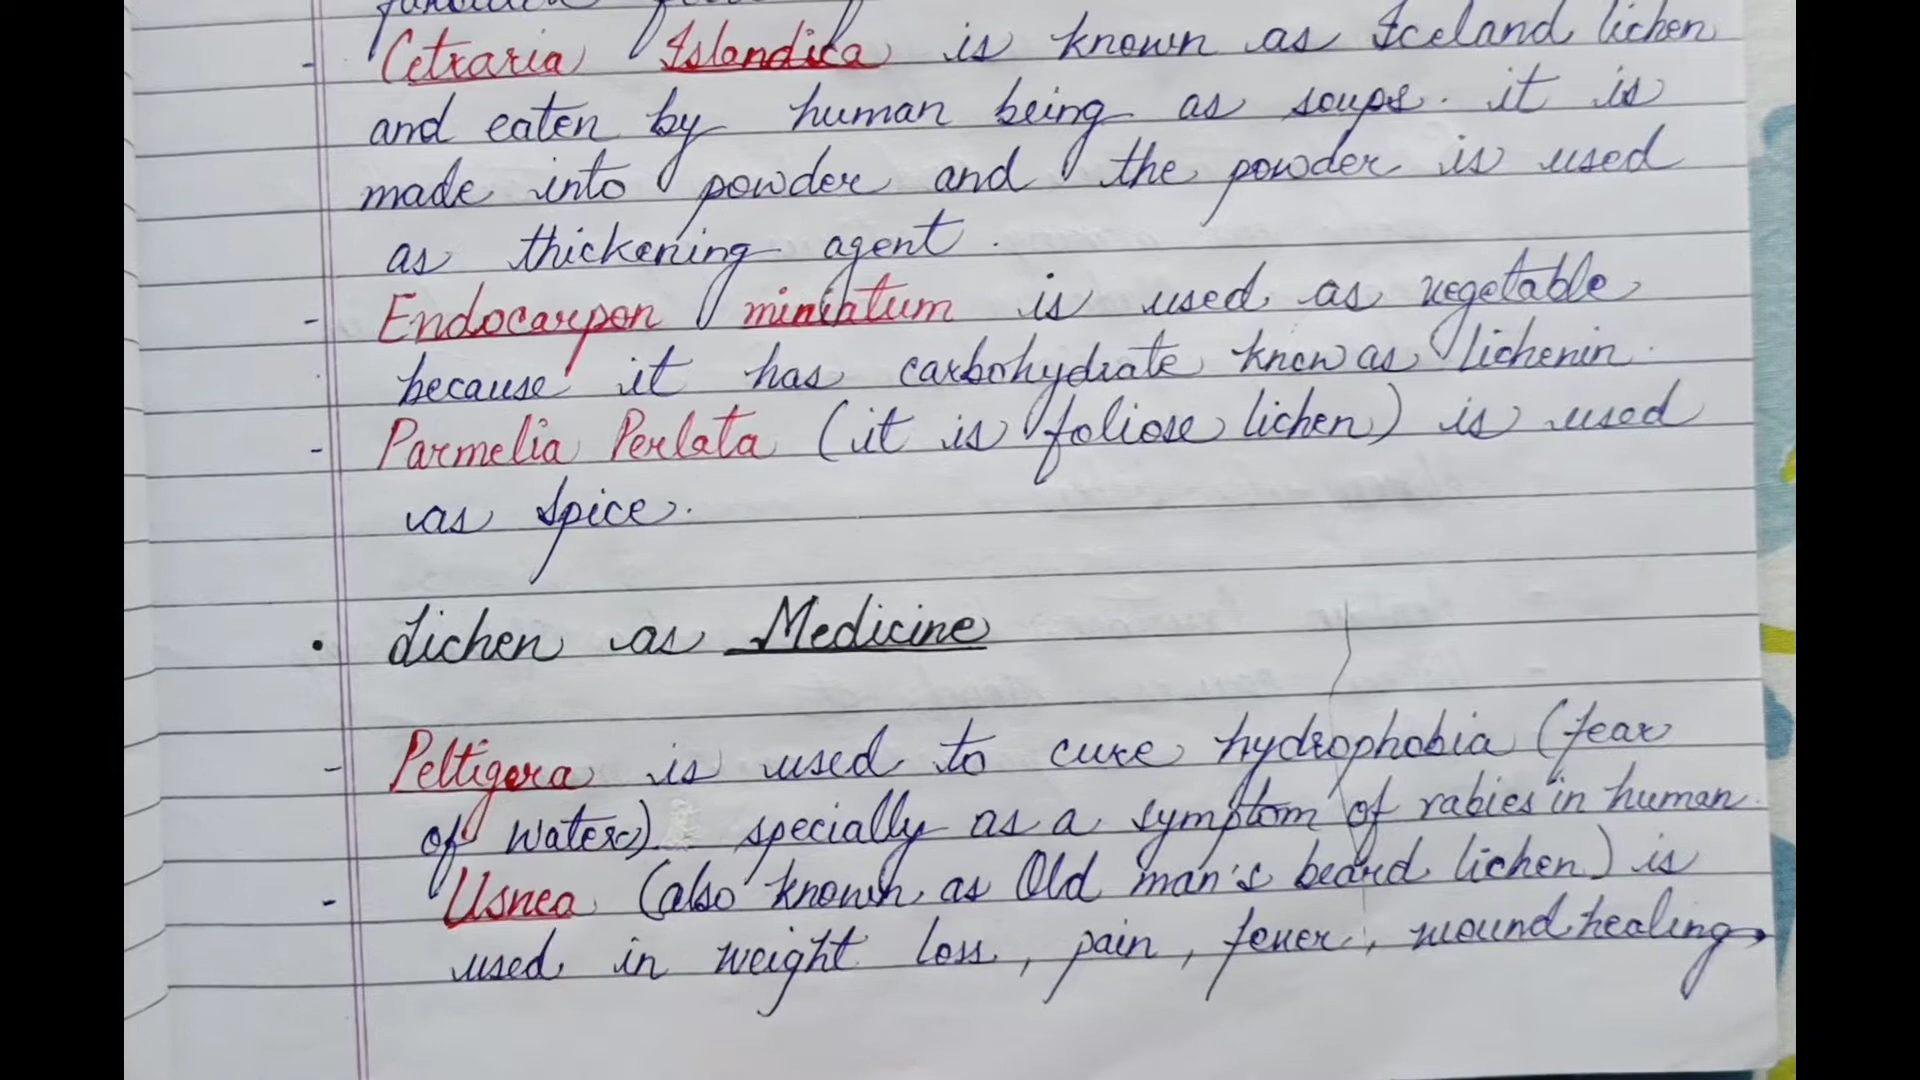 - Cetraria Islandica is known as Iceland lichen
and eaten by human being as soups. it is
made into powder and the powder is used
as thickening agent.
- Endocarpon miniatum is used as vegetable
because it has carbohydrate know as lichenin.
- Parmelia Perlata (it is foliose lichen) is used
as spice.
• Lichen as Medicine
- Peltigera is used to cure hydrophobia (fear
of water) specially as a symptom of rabies in human
- Usnea (also known as Old man's beard lichen) is
used in weight loss, pain, fever, wound healing,